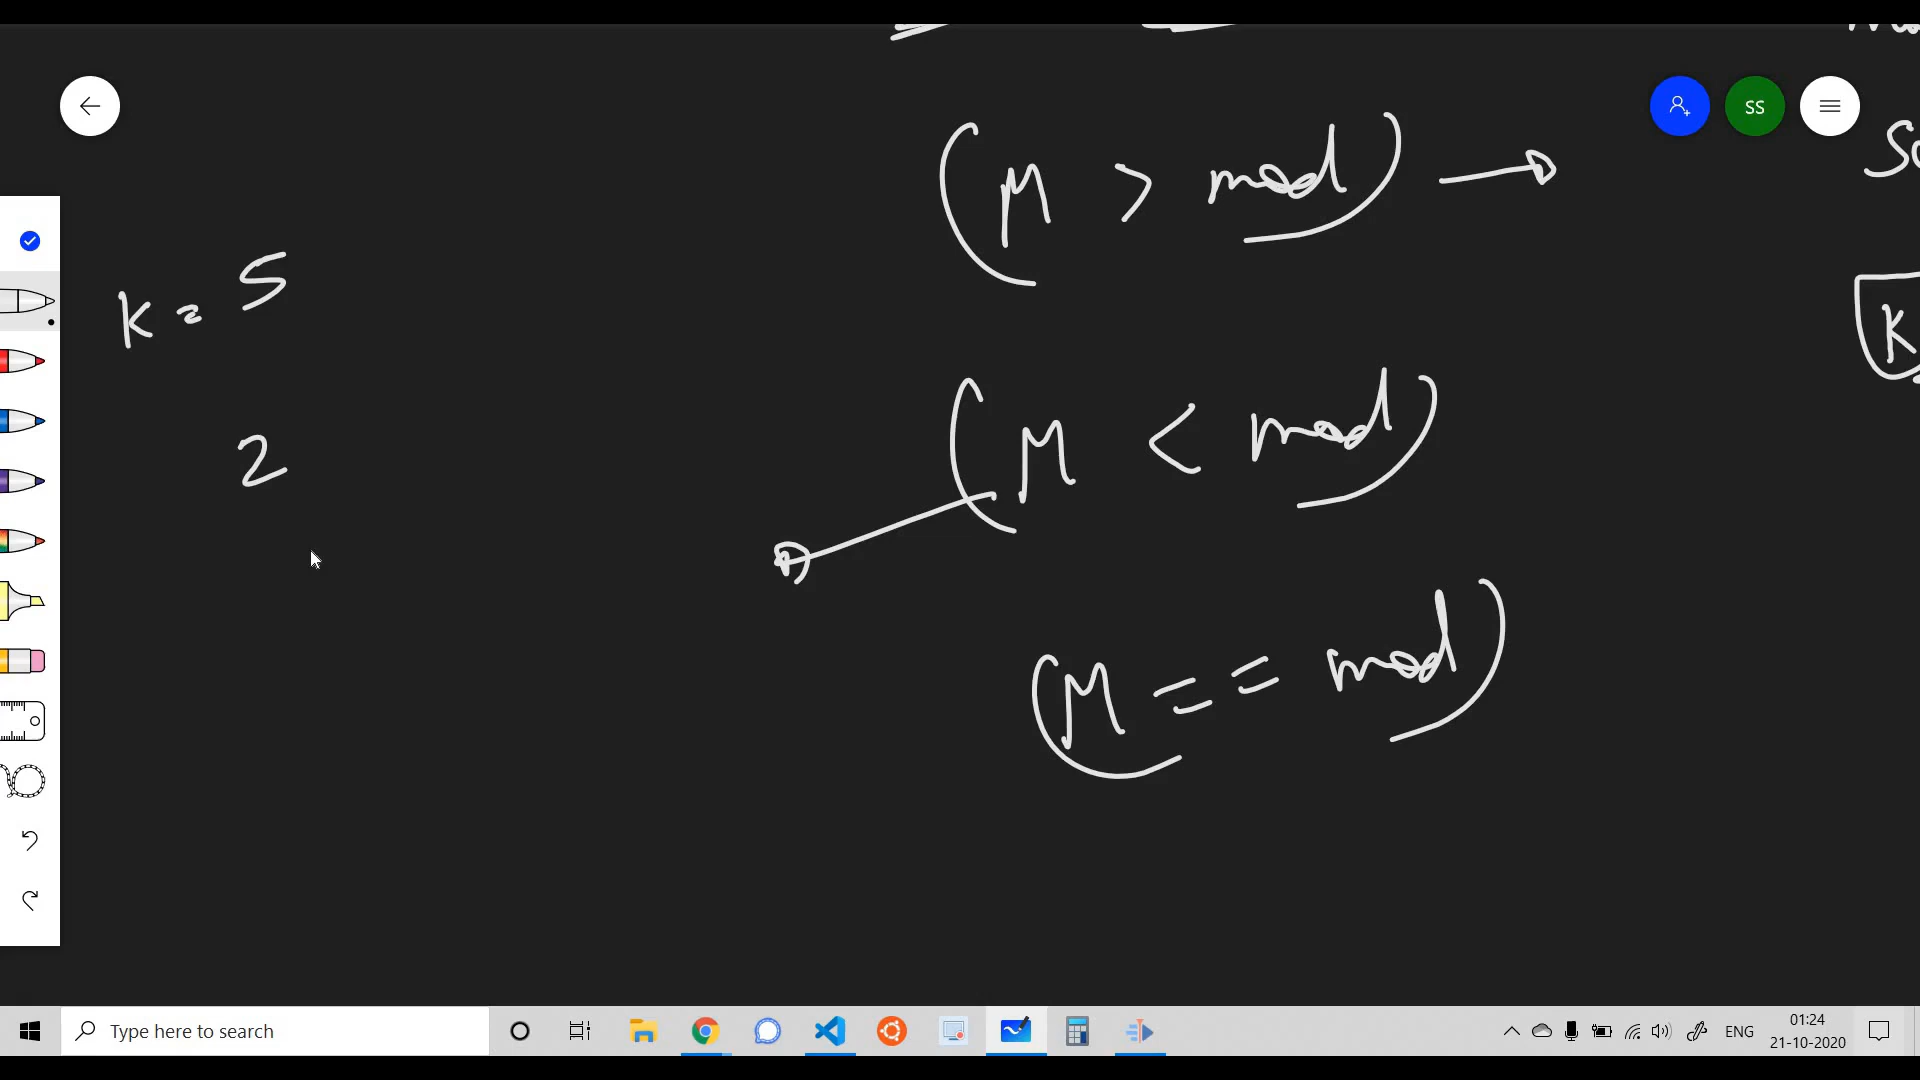 SS
(M > mod) →
K = 5
K
(M < mod)
2
(M == mod)
Type here to search
ENG
01:24
21-10-2020